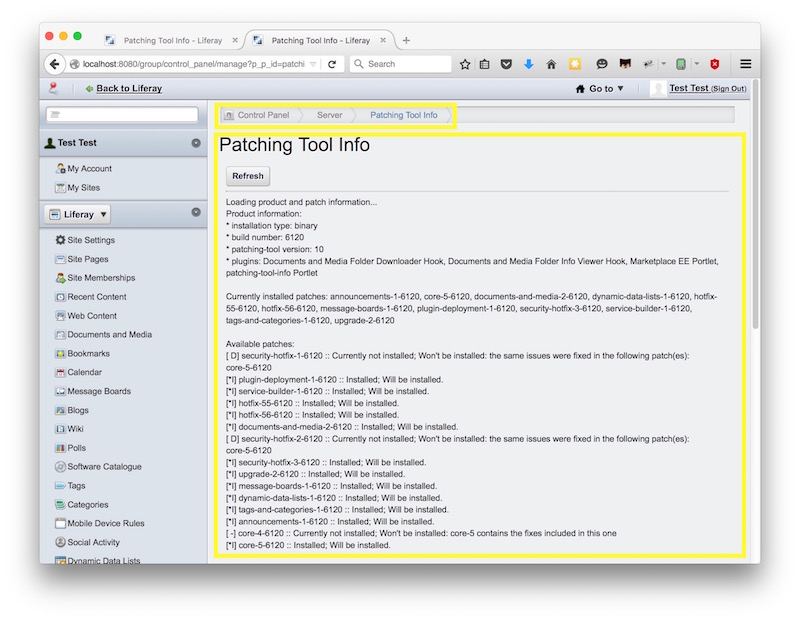 Patching Tool Info - Liferay
Patching Tool Info - Liferay
localhost:8080/group/control_panel/manage?p_p_id=patchi
Search
Back to Liferay
Go to
Test Test (Sign Out)
Test Test
My Account
My Sites
Liferay
Site Settings
Site Pages
Site Memberships
Recent Content
Web Content
Documents and Media
Bookmarks
Calendar
Message Boards
Blogs
Wiki
Polls
Software Catalogue
Tags
Categories
Mobile Device Rules
Social Activity
Dynamic Data Lists
Control Panel
Server
Patching Tool Info
Patching Tool Info
Refresh
Loading product and patch information...
Product information:
* installation type: binary
* build number: 6120
* patching-tool version: 10
* plugins: Documents and Media Folder Downloader Hook, Documents and Media Folder Info Viewer Hook, Marketplace EE Portlet,
patching-tool-info Portlet
Currently installed patches: announcements-1-6120, core-5-6120, documents-and-media-2-6120, dynamic-data-lists-1-6120, hotfix-
55-6120, hotfix-56-6120, message-boards-1-6120, plugin-deployment-1-6120, security-hotfix-3-6120, service-builder-1-6120,
tags-and-categories-1-6120, upgrade-2-6120
Available patches:
[ D] security-hotfix-1-6120 :: Currently not installed; Won't be installed: the same issues were fixed in the following patch(es):
core-5-6120
[*I] plugin-deployment-1-6120 :: Installed; Will be installed.
[*I] service-builder-1-6120 :: Installed; Will be installed.
[*I] hotfix-55-6120 :: Installed; Will be installed.
[*I] hotfix-56-6120 :: Installed; Will be installed.
[*I] documents-and-media-2-6120 :: Installed; Will be installed.
[ D] security-hotfix-2-6120 :: Currently not installed; Won't be installed: the same issues were fixed in the following patch(es):
core-5-6120
[*I] security-hotfix-3-6120 :: Installed; Will be installed.
[*I] upgrade-2-6120 :: Installed; Will be installed.
[*I] message-boards-1-6120 :: Installed; Will be installed.
[*I] dynamic-data-lists-1-6120 :: Installed; Will be installed.
[*I] tags-and-categories-1-6120 :: Installed; Will be installed.
[*I] announcements-1-6120 :: Installed; Will be installed.
[ -] core-4-6120 :: Currently not installed; Won't be installed: core-5 contains the fixes included in this one
[*I] core-5-6120 :: Installed; Will be installed.